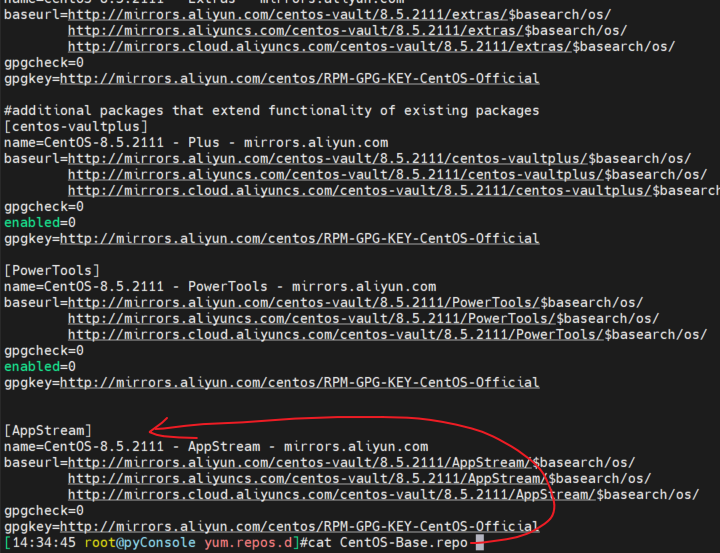 name=CentOS-8.5.2111 - Extras - mirrors.aliyun.com
baseurl=http://mirrors.aliyun.com/centos-vault/8.5.2111/extras/$basearch/os/
http://mirrors.aliyuncs.com/centos-vault/8.5.2111/extras/$basearch/os/
http://mirrors.cloud.aliyuncs.com/centos-vault/8.5.2111/extras/$basearch/os/
gpgcheck=0
gpgkey=http://mirrors.aliyun.com/centos/RPM-GPG-KEY-CentOS-Official
#additional packages that extend functionality of existing packages
[centos-vaultplus]
name=CentOS-8.5.2111 - Plus - mirrors.aliyun.com
baseurl=http://mirrors.aliyun.com/centos-vault/8.5.2111/centos-vaultplus/$basearch/os/
http://mirrors.aliyuncs.com/centos-vault/8.5.2111/centos-vaultplus/$basearch/os/
http://mirrors.cloud.aliyuncs.com/centos-vault/8.5.2111/centos-vaultplus/$basearch
gpgcheck=0
enabled=0
gpgkey=http://mirrors.aliyun.com/centos/RPM-GPG-KEY-CentOS-Official
[PowerTools]
name=CentOS-8.5.2111 - PowerTools - mirrors.aliyun.com
baseurl=http://mirrors.aliyun.com/centos-vault/8.5.2111/PowerTools/$basearch/os/
http://mirrors.aliyuncs.com/centos-vault/8.5.2111/PowerTools/$basearch/os/
http://mirrors.cloud.aliyuncs.com/centos-vault/8.5.2111/PowerTools/$basearch/os/
gpgcheck=0
enabled=0
gpgkey=http://mirrors.aliyun.com/centos/RPM-GPG-KEY-CentOS-Official
[AppStream]
name=CentOS-8.5.2111 - AppStream - mirrors.aliyun.com
baseurl=http://mirrors.aliyun.com/centos-vault/8.5.2111/AppStream/$basearch/os/
http://mirrors.aliyuncs.com/centos-vault/8.5.2111/AppStream/$basearch/os/
http://mirrors.cloud.aliyuncs.com/centos-vault/8.5.2111/AppStream/$basearch/os/
gpgcheck=0
gpgkey=http://mirrors.aliyun.com/centos/RPM-GPG-KEY-CentOS-Official
[14:34:45 root@pyConsole yum.repos.d]#cat CentOS-Base.repo